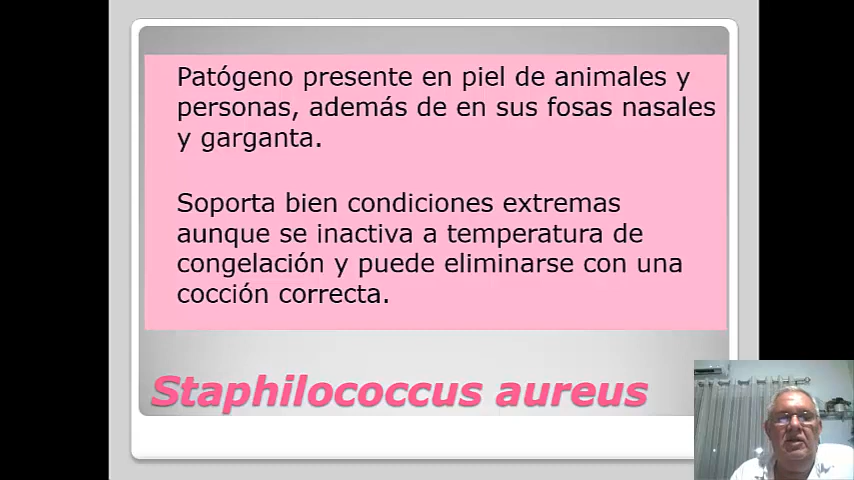 Patógeno presente en piel de animales y
personas, además de en sus fosas nasales
y garganta.
Soporta bien condiciones extremas
aunque se inactiva a temperatura de
congelación y puede eliminarse con una
cocción correcta.
Staphilococcus aureus